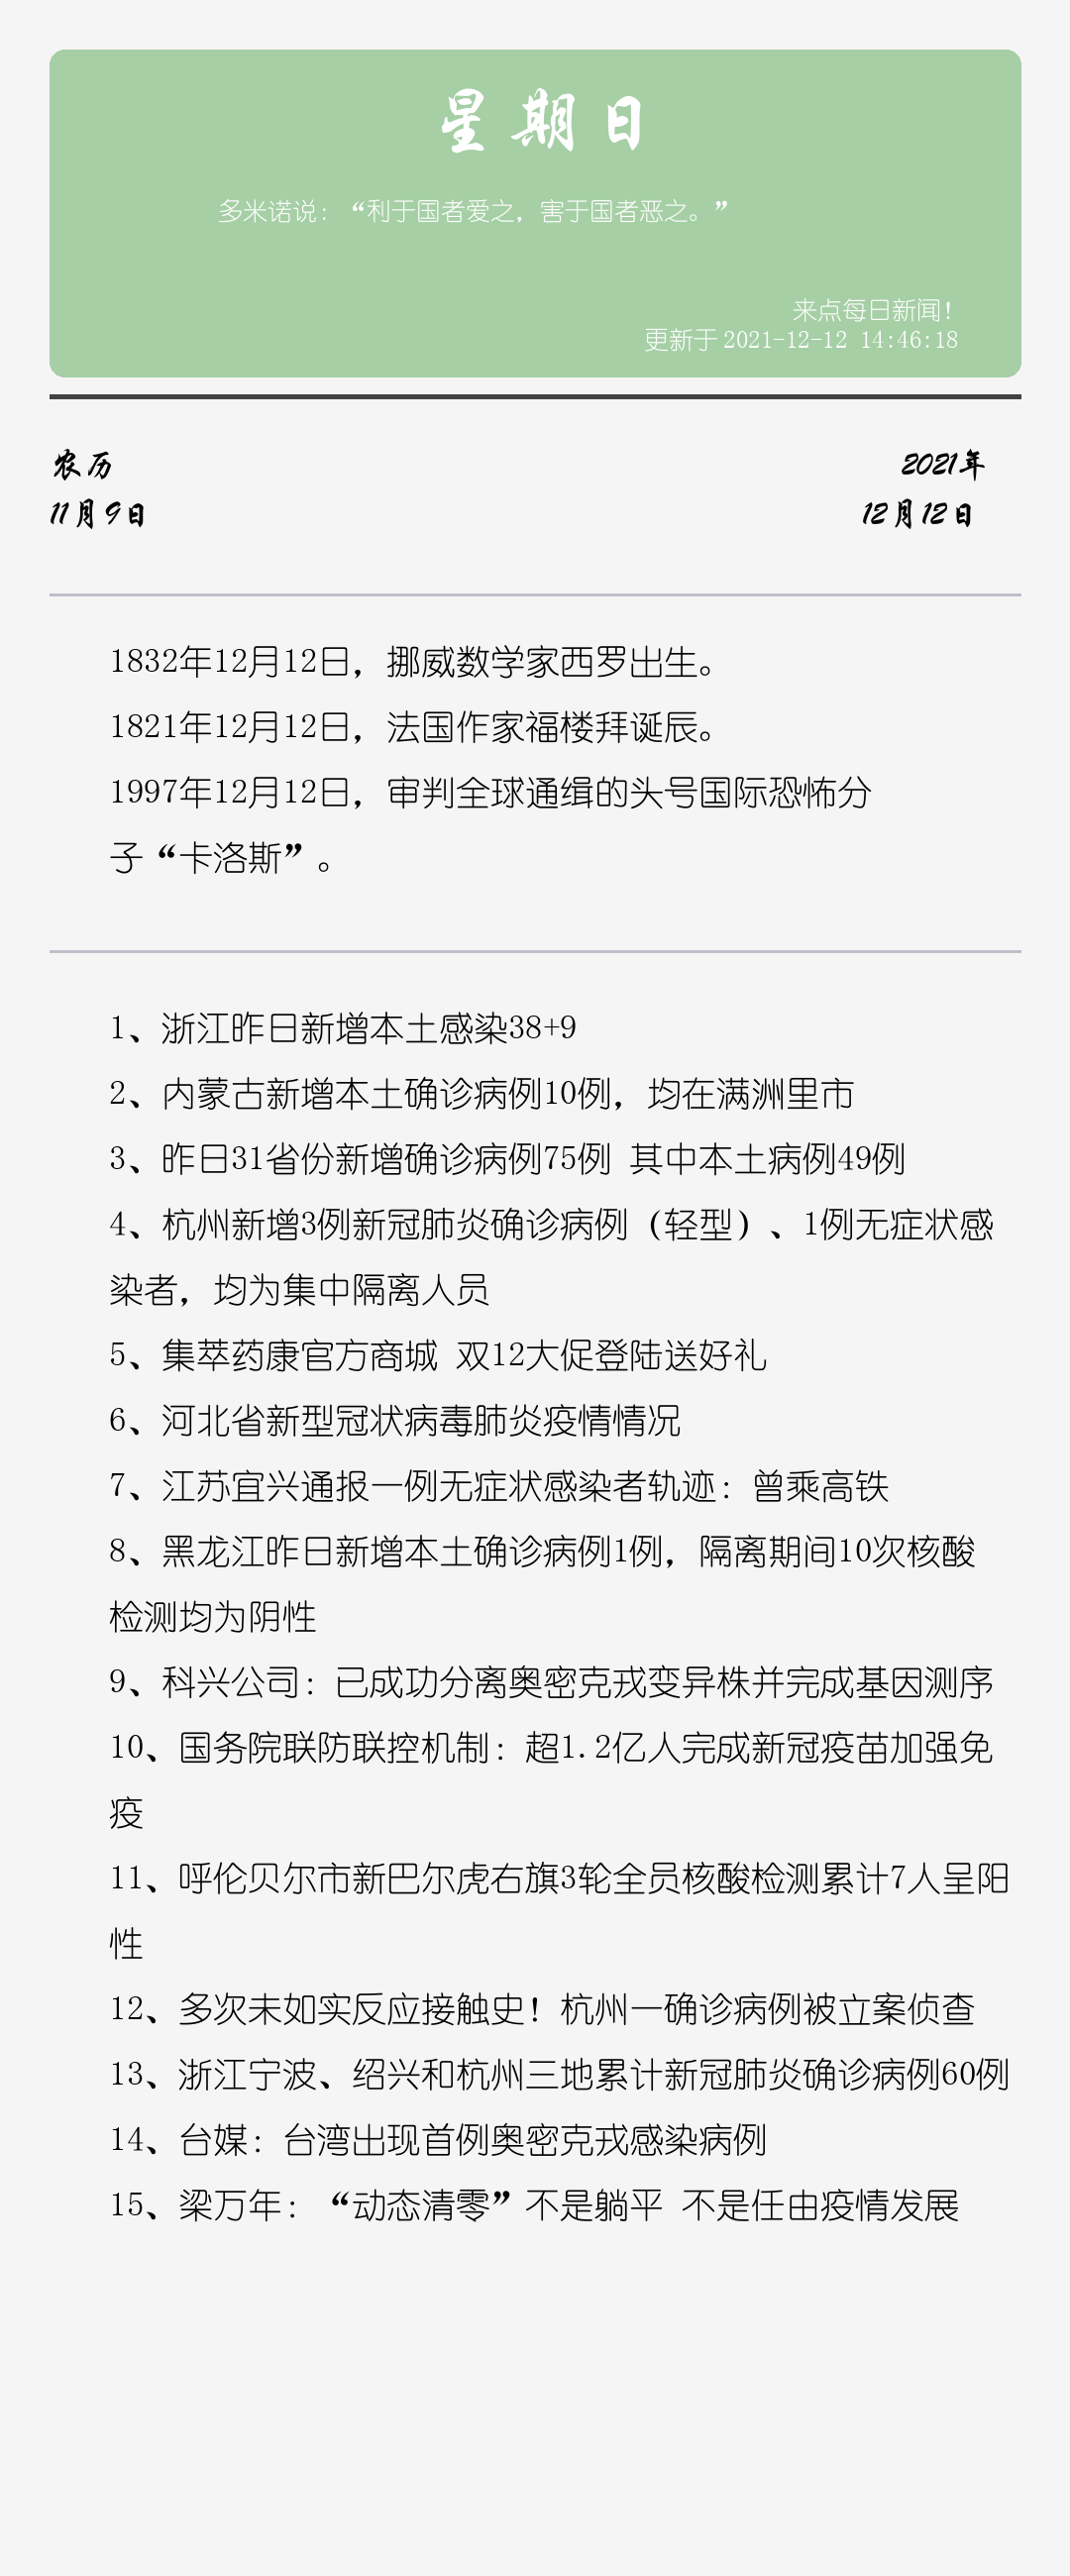 星期日
多米诺说：“利于国者爱之，害于国者恶之。”
来点每日新闻！
更新于2021-12-12 14:46:18
农历
2021年
11月9日
12月12日
1832年12月12日，挪威数学家西罗出生。
1821年12月12日，法国作家福楼拜诞辰。
1997年12月12日，审判全球通缉的头号国际恐怖分
子“卡洛斯”。
1、浙江昨日新增本土感染38+9
2、内蒙古新增本土确诊病例10例，均在满洲里市
3、昨日31省份新增确诊病例75例 其中本土病例49例
4、杭州新增3例新冠肺炎确诊病例（轻型）、1例无症状感
染者，均为集中隔离人员
5、集萃药康官方商城 双12大促登陆送好礼
6、河北省新型冠状病毒肺炎疫情情况
7、江苏宜兴通报一例无症状感染者轨迹：曾乘高铁
8、黑龙江昨日新增本土确诊病例1例，隔离期间10次核酸
检测均为阴性
9、科兴公司：已成功分离奥密克戎变异株并完成基因测序
10、国务院联防联控机制：超1.2亿人完成新冠疫苗加强免
疫
11、呼伦贝尔市新巴尔虎右旗3轮全员核酸检测累计7人呈阳
性
12、多次未如实反应接触史！杭州一确诊病例被立案侦查
13、浙江宁波、绍兴和杭州三地累计新冠肺炎确诊病例60例
14、台媒：台湾出现首例奥密克戎感染病例
15、梁万年：“动态清零”不是躺平 不是任由疫情发展